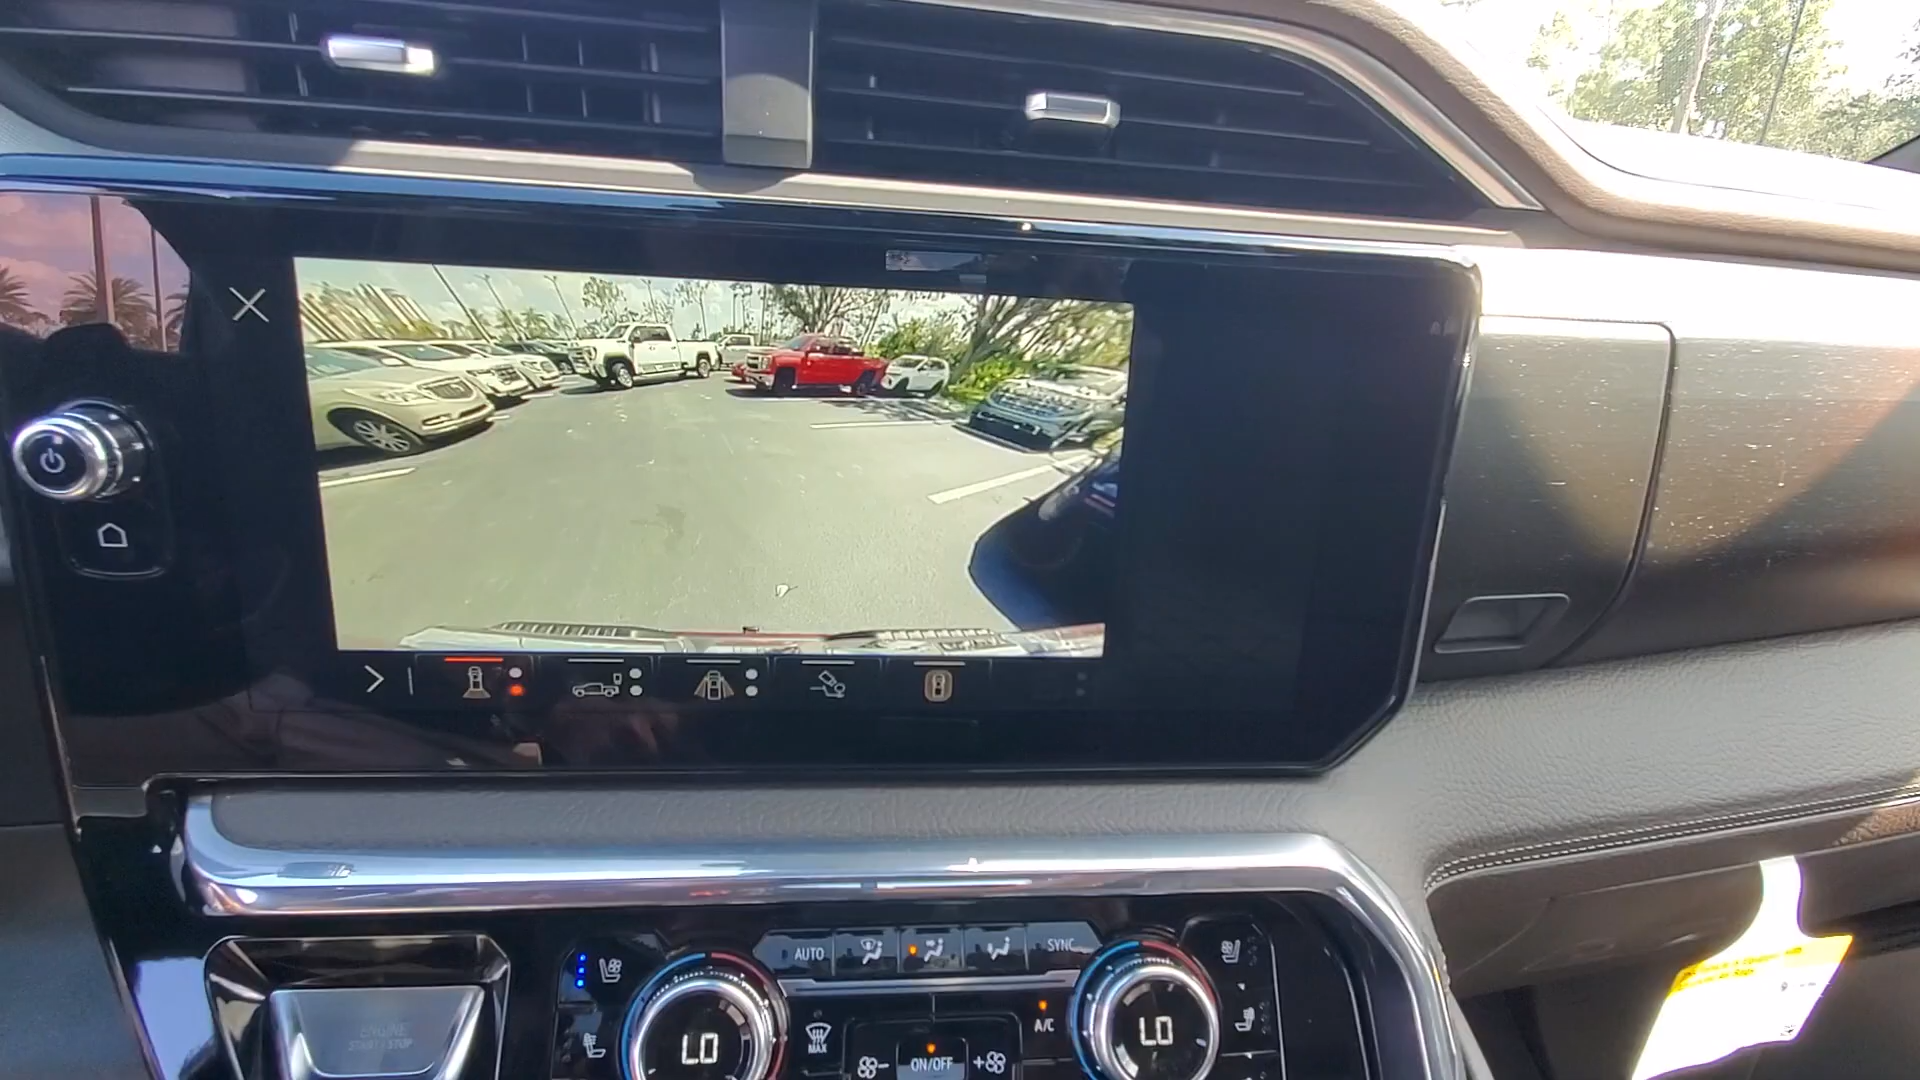 AUTO
SYNC
ENGINE
START/STOP
LO
MAX
ON/OFF
A/C
LO